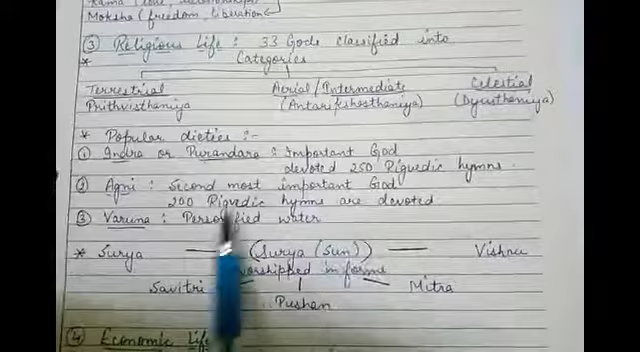 Moksha (freedom, liberation)
③ Religious Life : 33 Gods classified into
* Categories
Terrestrial Aerial/Intermediate Celestial
Prithvisthaniya (Antarikshasthaniya) (Dyusthaniya)
* Popular dieties :-
① Indra or Purandara : Important God
devoted 250 Rigvedic hymns.
② Agni : Second most important God
200 Rigvedic hymns are devoted
③ Varuna : Personified water
* Surya — (Surya (Sun)) — Vishnu
worshipped in forms
Savitri Mitra
Pushan
④ Economic Life